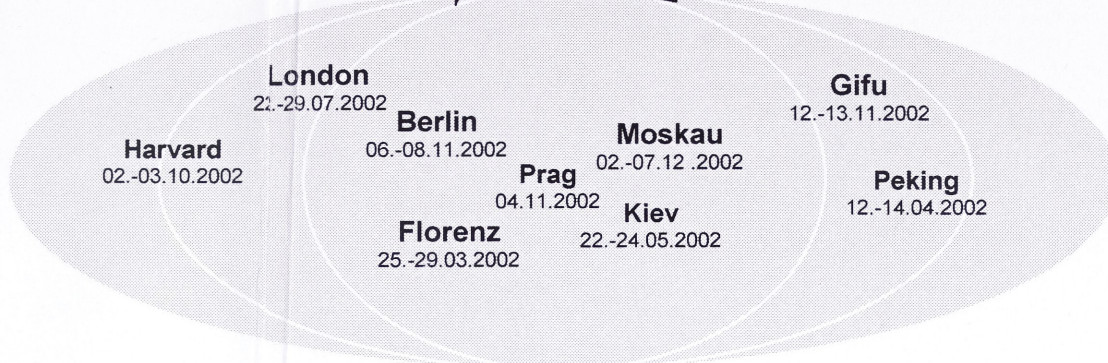 London
22.-29.07.2002
Gifu
12.-13.11.2002
Berlin
06.-08.11.2002
Moskau
02.-07.12 .2002
Harvard
02.-03.10.2002
Prag
04.11.2002
Peking
12.-14.04.2002
Kiev
22.-24.05.2002
Florenz
25.-29.03.2002